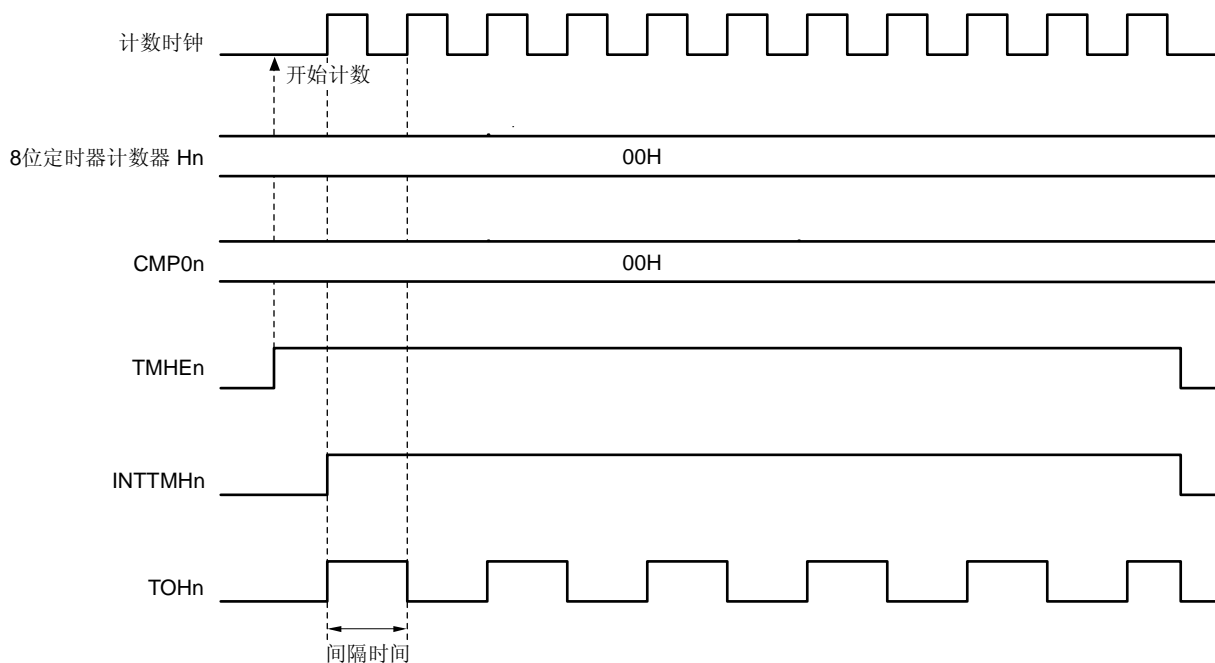 计数时钟
开始计数
8位定时器计数器 Hn
00H
CMP0n
00H
TMHEn
INTTMHn
TOHn
间隔时间